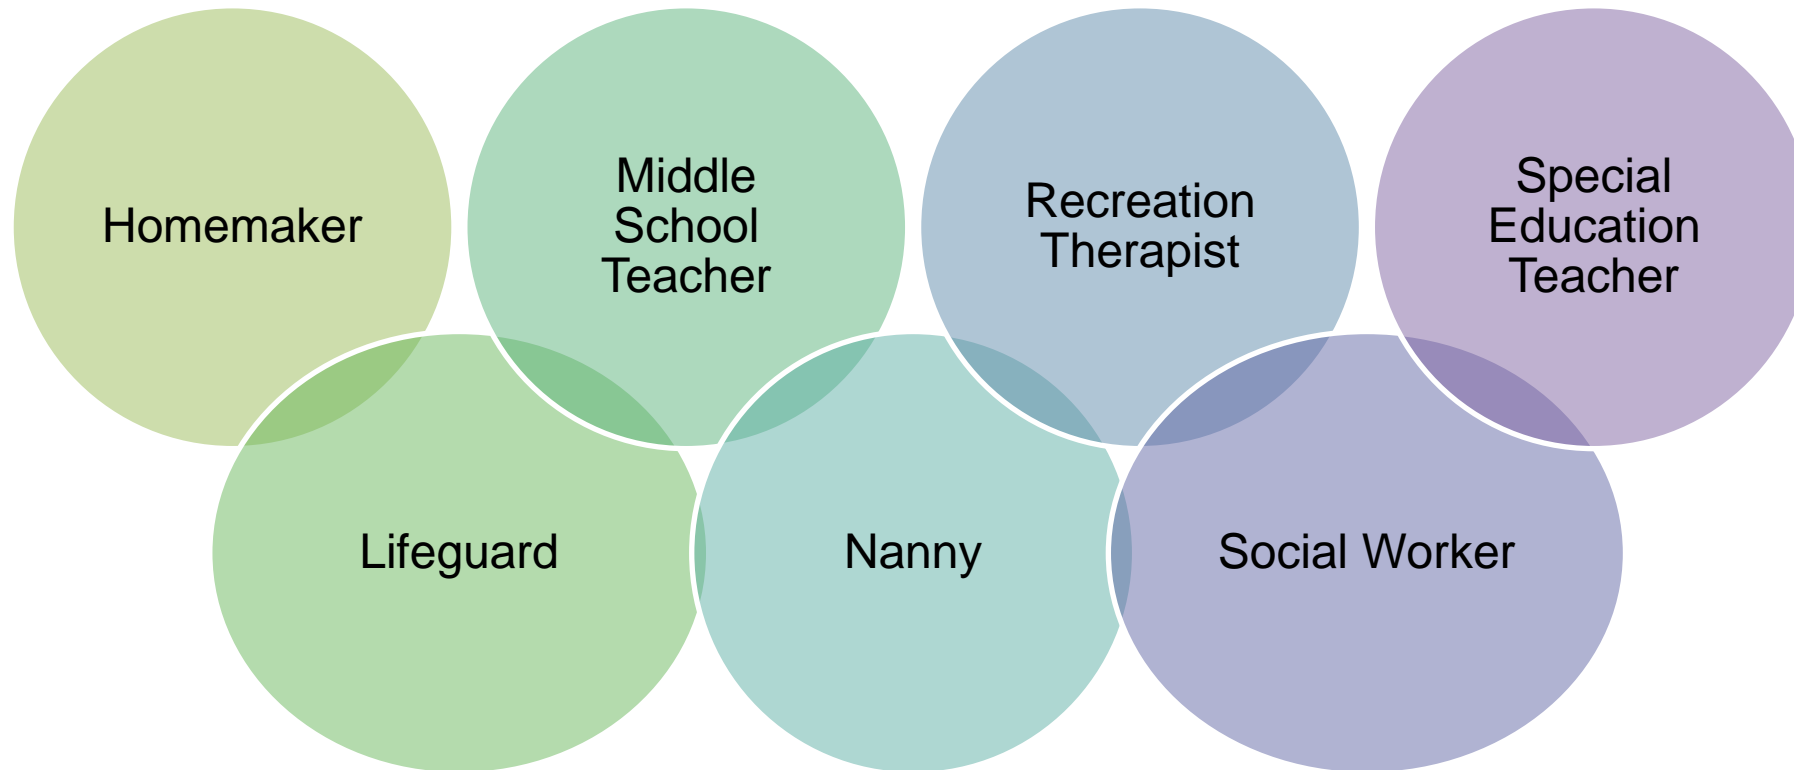 Homemaker
Middle
School
Teacher
Recreation
Therapist
Special
Education
Teacher
Lifeguard
Nanny
Social Worker